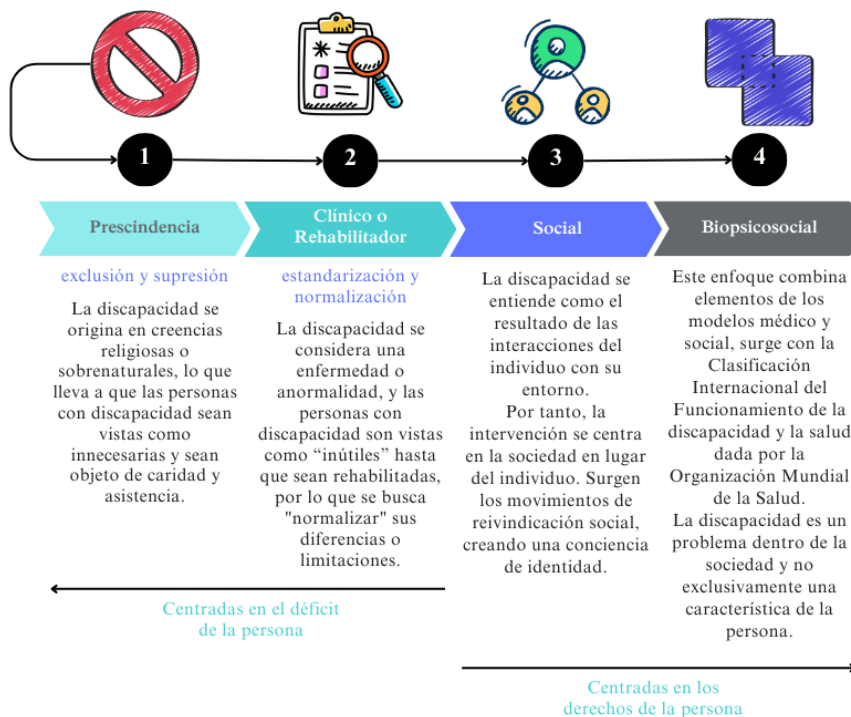 1
2
3
4
Prescindencia
exclusión y supresión
La discapacidad se
origina en creencias
religiosas o
sobrenaturales, lo que
lleva a que las personas
con discapacidad sean
vistas como
innecesarias y sean
objeto de caridad y
asistencia.
Clínico o
Rehabilitador
estandarización y
normalización
La discapacidad se
considera una
enfermedad o
anormalidad, y las
personas con
discapacidad son vistas
como “inútiles” hasta
que sean rehabilitadas,
por lo que se busca
"normalizar" sus
diferencias o
limitaciones.
Centradas en el déficit
de la persona
Social
La discapacidad se
entiende como el
resultado de las
interacciones del
individuo con su
entorno.
Por tanto, la
intervención se centra
en la sociedad en lugar
del individuo. Surgen
los movimientos de
reivindicación social,
creando una conciencia
de identidad.
Biopsicosocial
Este enfoque combina
elementos de los
modelos médico y
social, surge con la
Clasificación
Internacional del
Funcionamiento de la
discapacidad y la salud
dada por la
Organización Mundial
de la Salud.
La discapacidad es un
problema dentro de la
sociedad y no
exclusivamente una
característica de la
persona.
Centradas en los
derechos de la persona